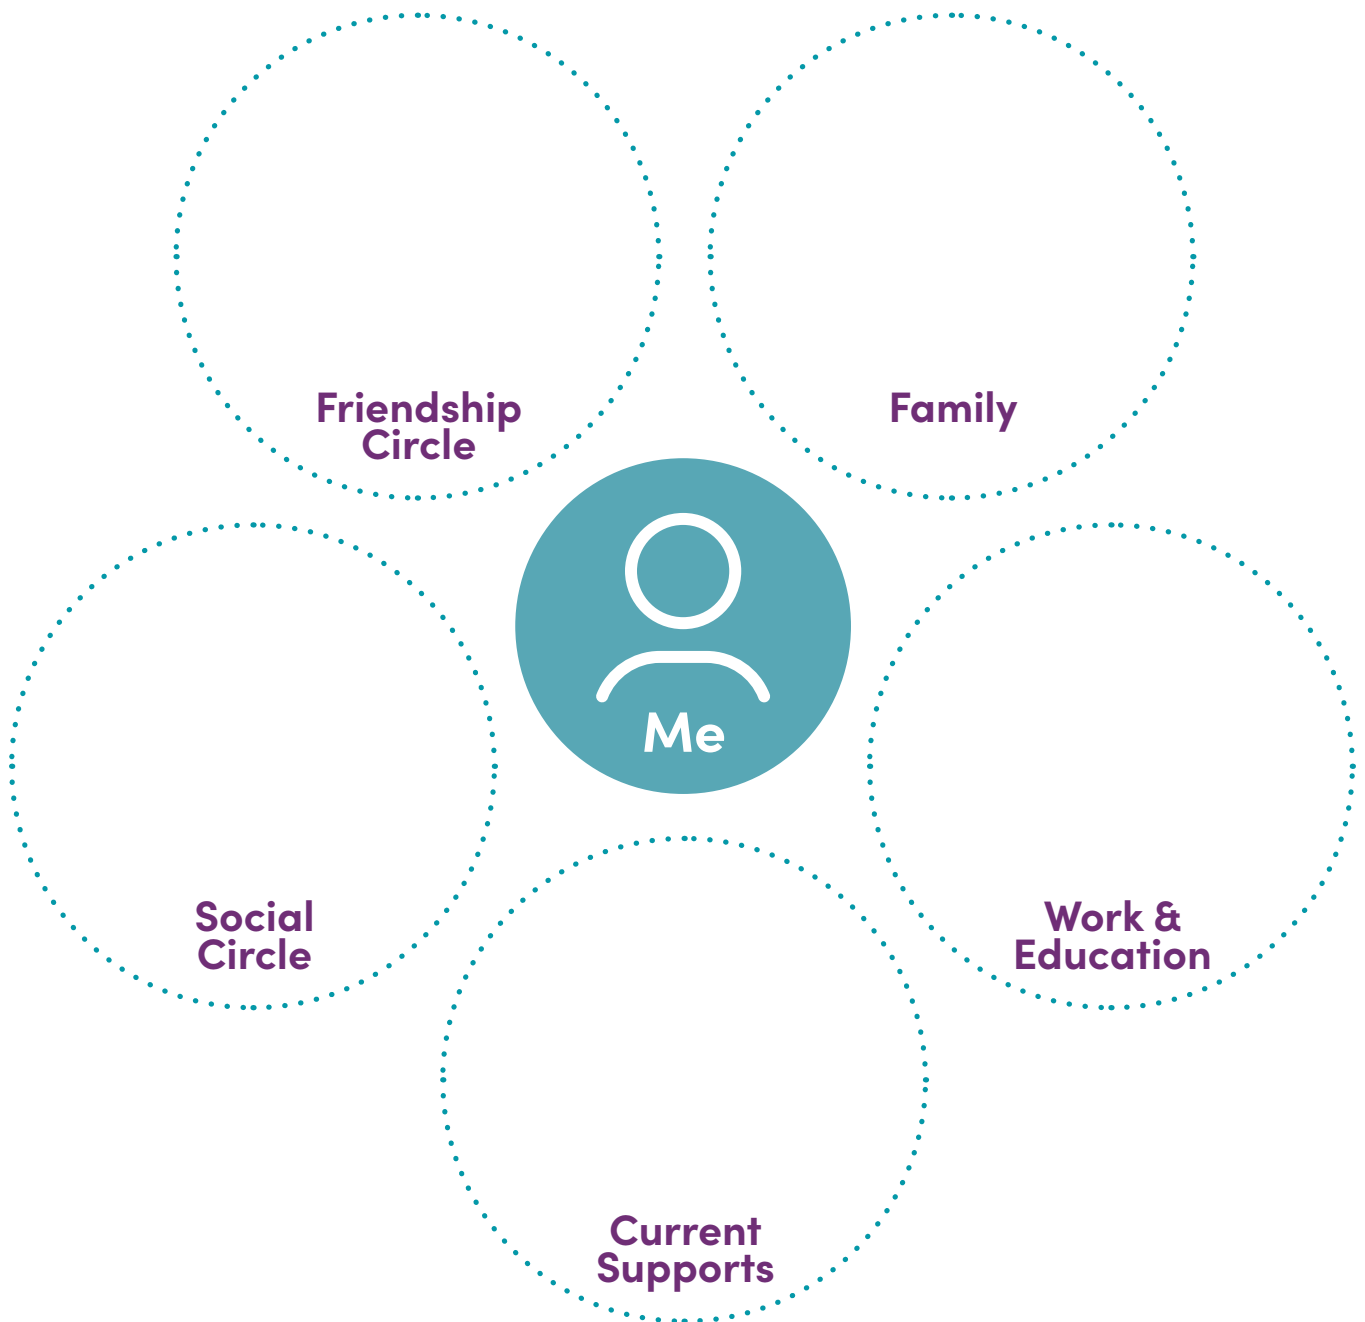 Friendship
Circle
Family
Me
Social
Circle
Work &
Education
Current
Supports